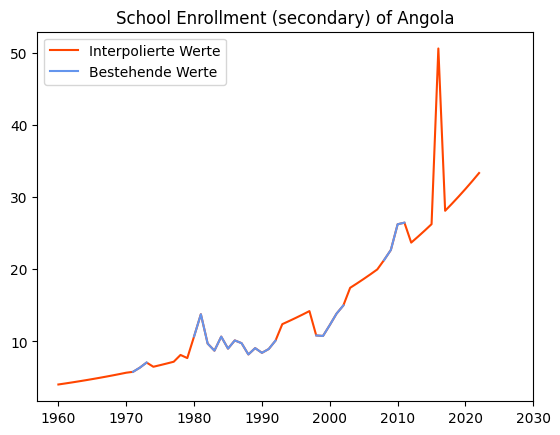 School Enrollment (secondary) of Angola
Interpolierte Werte
Bestehende Werte
50
40
30
20
10
1960 1970 1980 1990 2000 2010 2020 2030